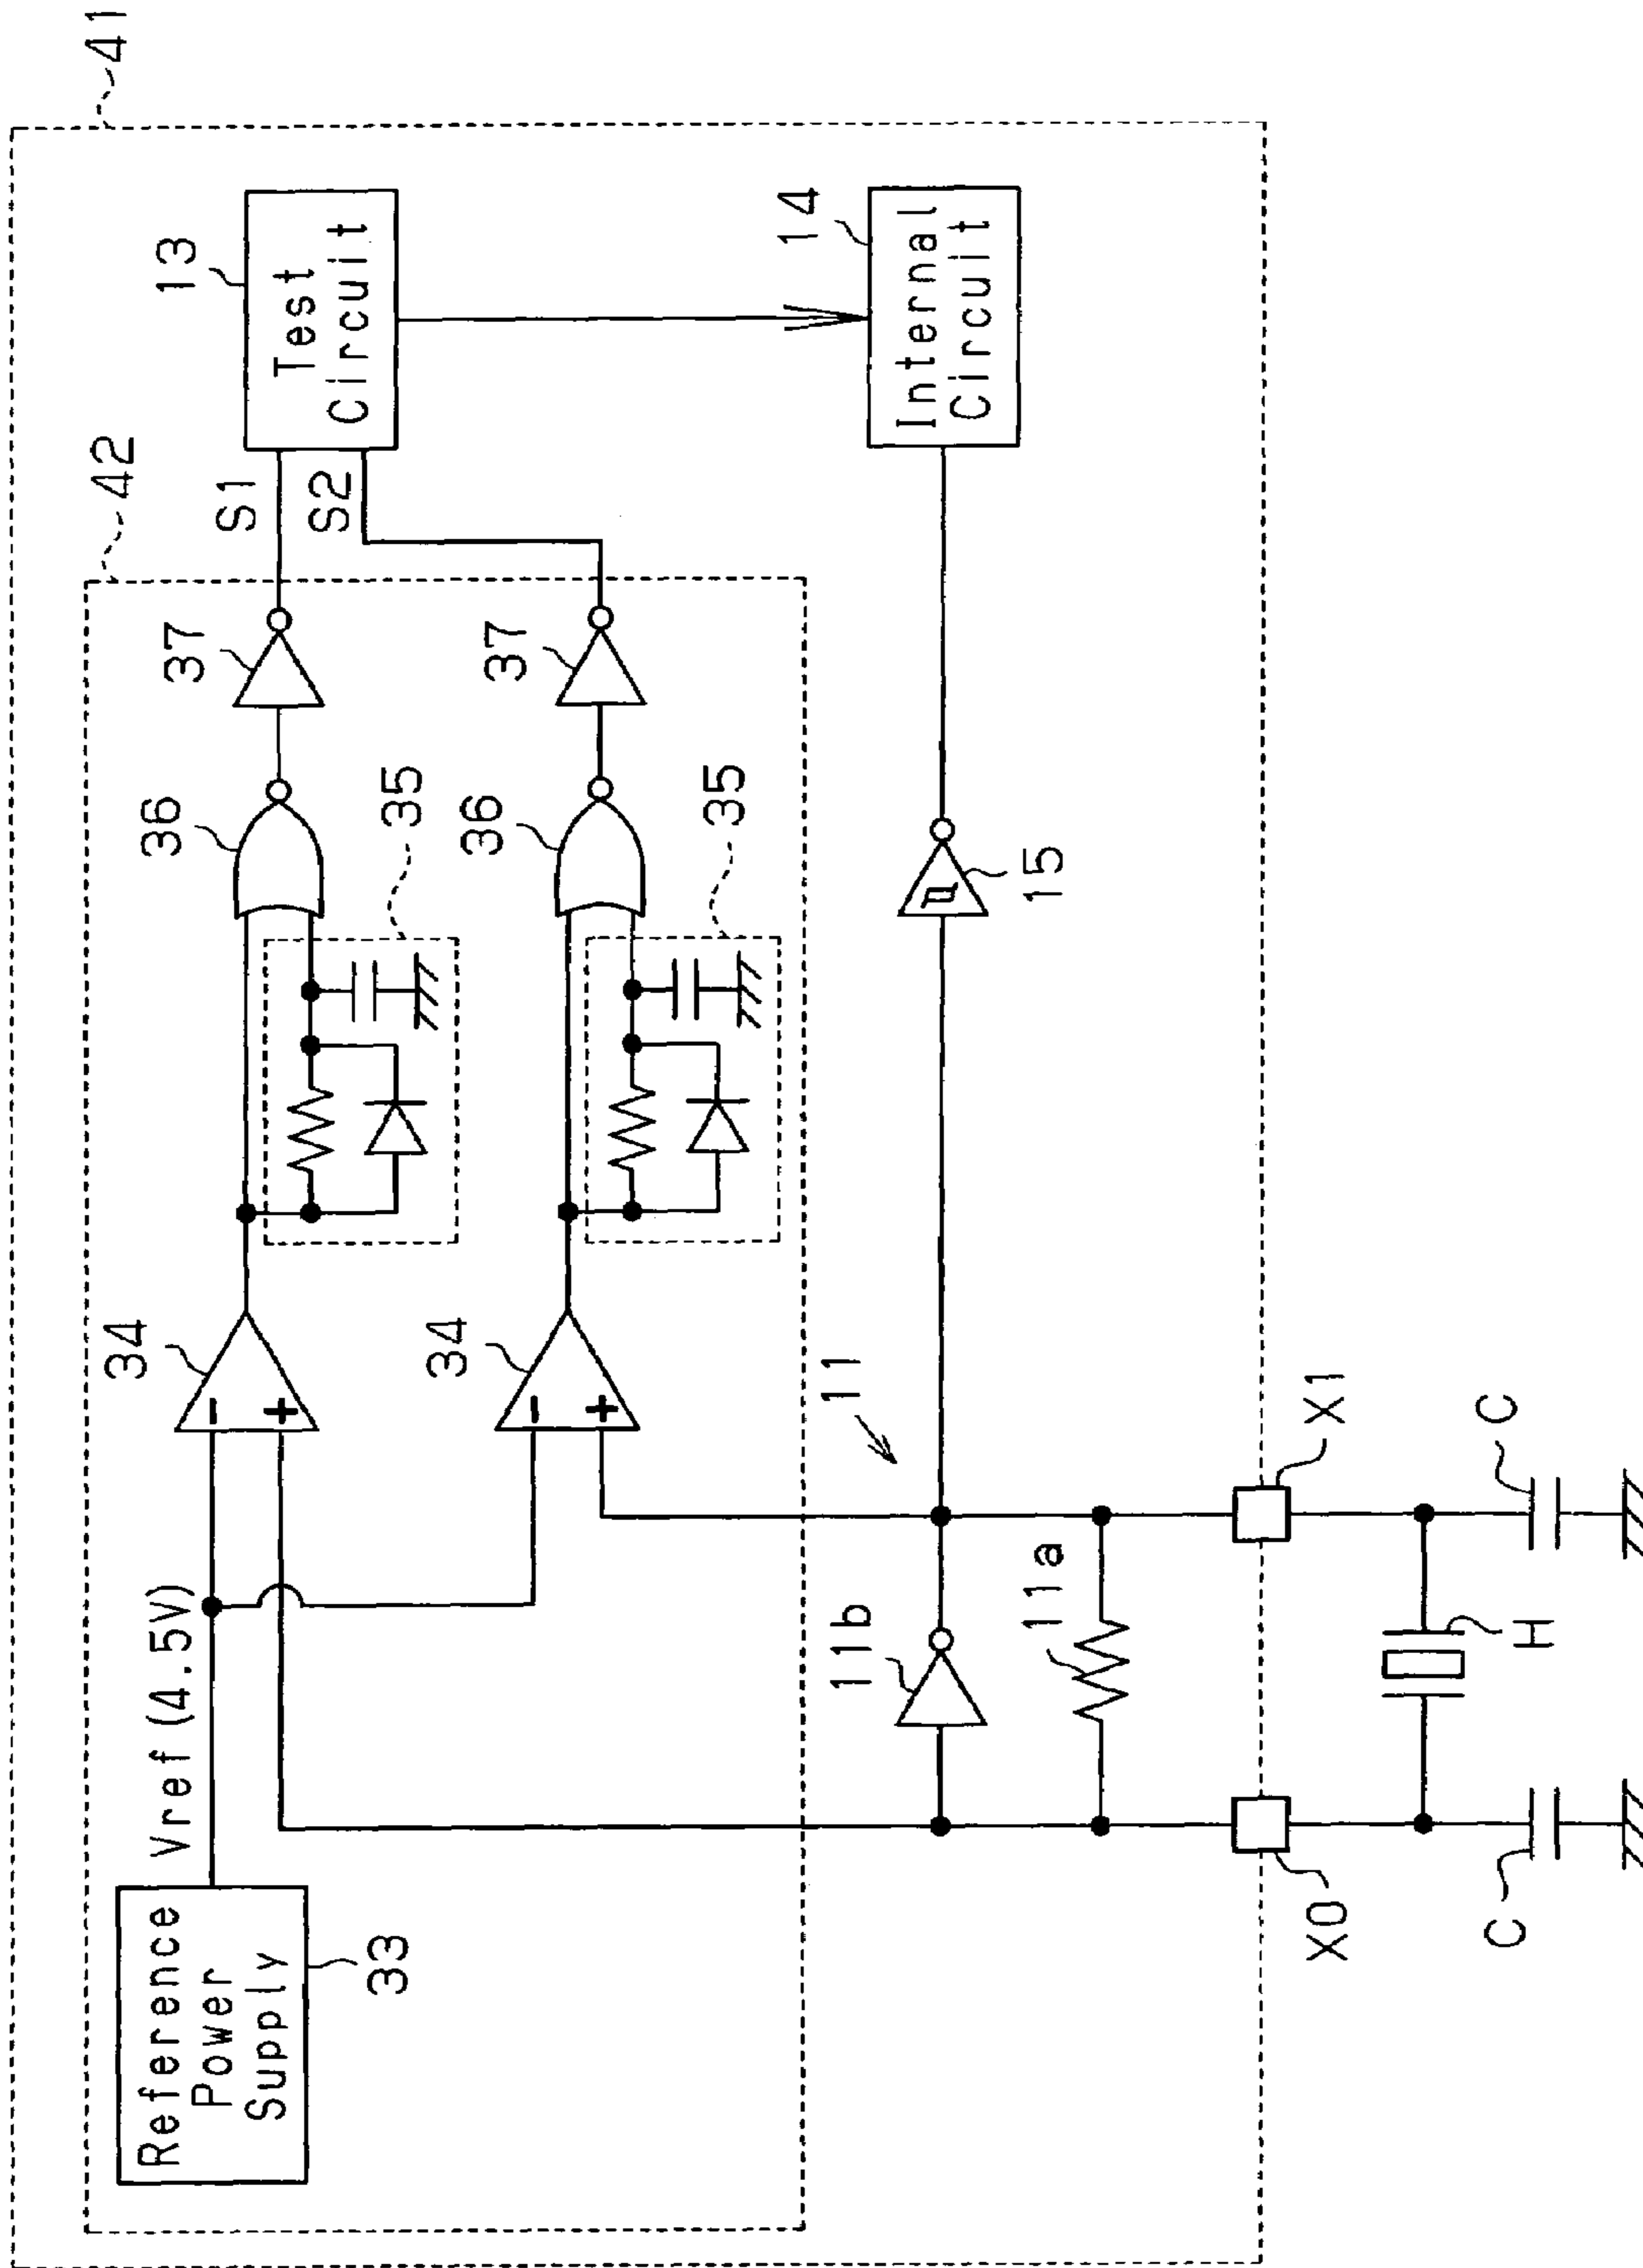 41
42
13
Test
Circuit
S1
S2
37
36
35
34
Vref(4.5V)
Reference
Power
Supply
33
37
36
35
34
14
Internal
Circuit
15
11
11b
11a
X1
X0
C
H
C
- 
+
-
+